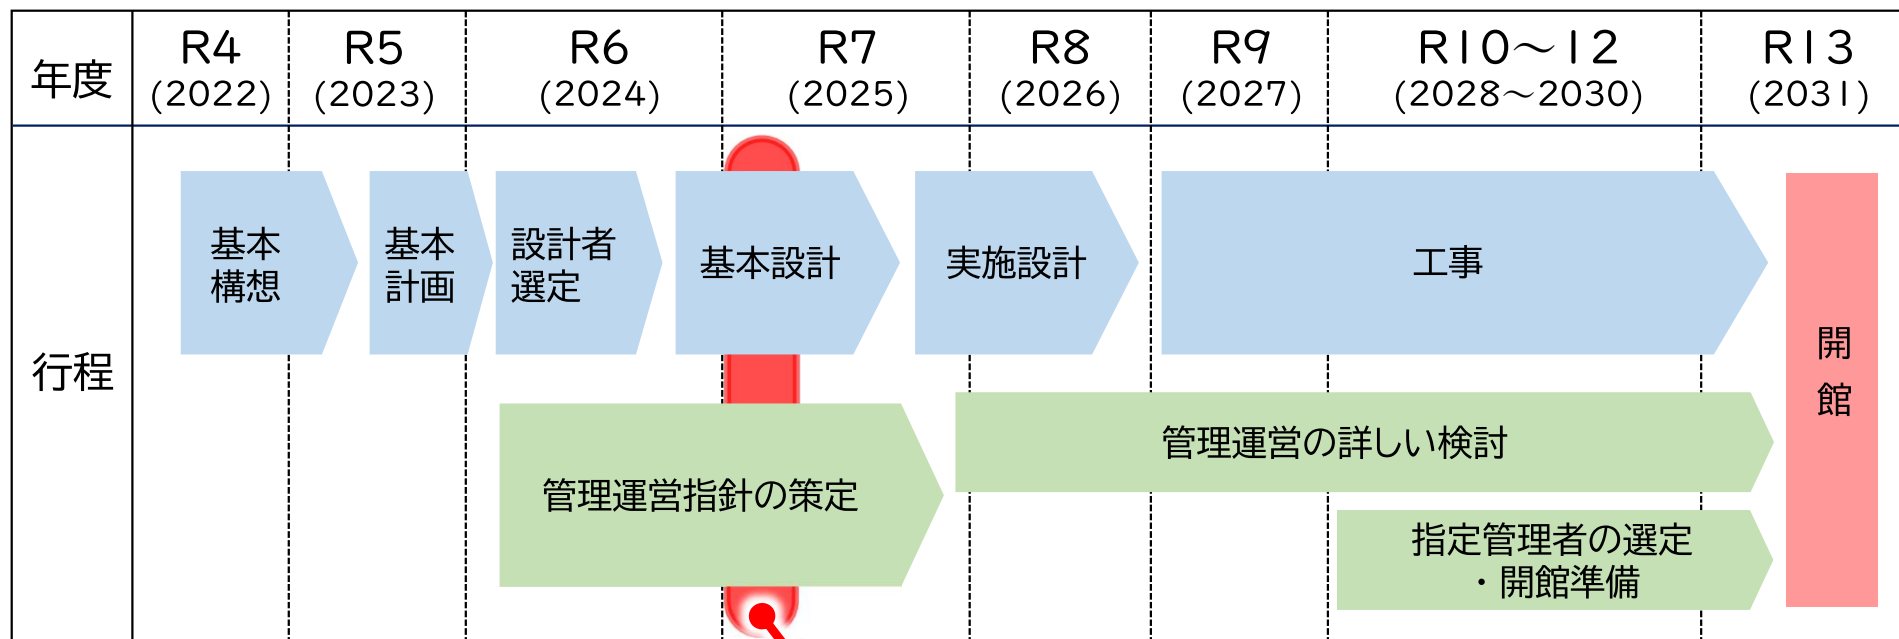 年度
R4
(2022)
R5
(2023)
R6
(2024)
R7
(2025)
R8
(2026)
R9
(2027)
R10～12
(2028～2030)
R13
(2031)
行程
基本
構想
基本
計画
設計者
選定
基本設計
実施設計
工事
開
館
管理運営指針の策定
管理運営の詳しい検討
指定管理者の選定
・開館準備